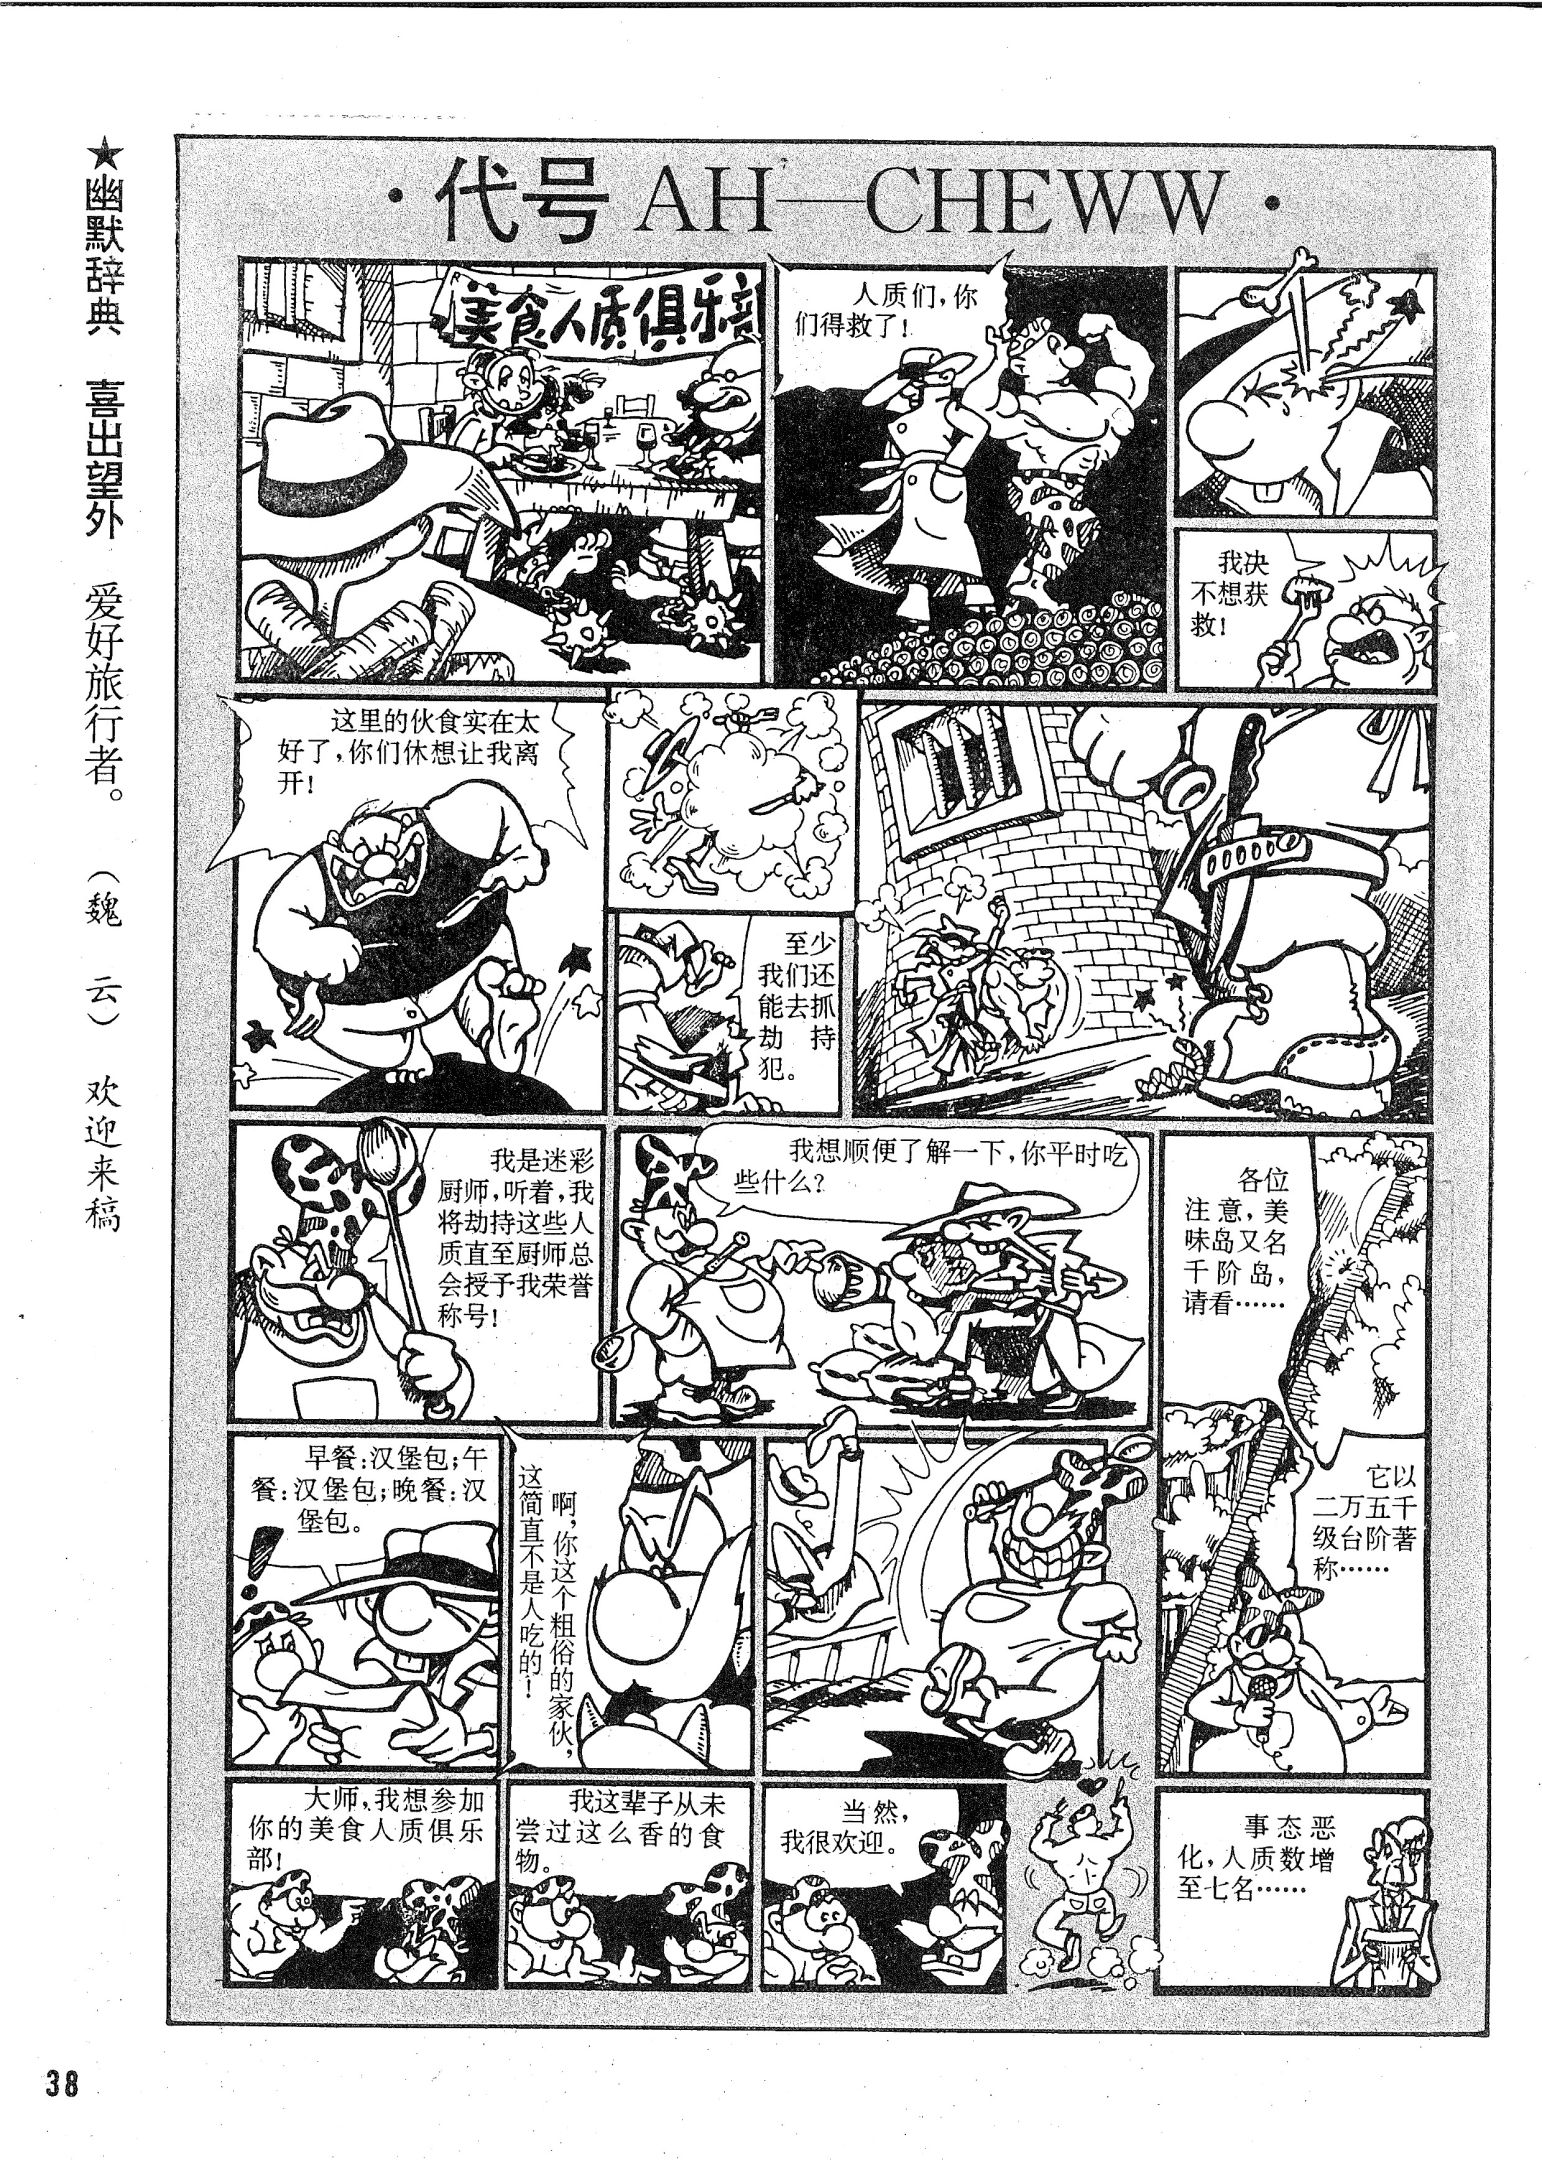 ·代号 AH—CHEWW·
美食人质俱乐部
人质们,你
们得救了!
我决
不想获
救!
这里的伙食实在太
好了,你们休想让我离
开!
至少
我们还
能去抓
劫持
犯。
我是迷彩
厨师,听着,我
将劫持这些人
质直至厨师总
会授予我荣誉
称号!
我想顺便了解一下,你平时吃
些什么?
早餐:汉堡包;午
餐:汉堡包;晚餐:汉
堡包。
!
啊,你这个粗俗的家伙,
这简直不是人吃的!
大师,我想参加
你的美食人质俱乐
部!
我这辈子从未
尝过这么香的食
物。
当然,
我很欢迎。
各位
注意,美
味岛又名
千阶岛,
请看……
它以
二万五千
级台阶著
称……
事态恶
化,人质数增
至七名……
★幽默辞典 喜出望外 爱好旅行者。 (魏 云) 欢迎来稿
38